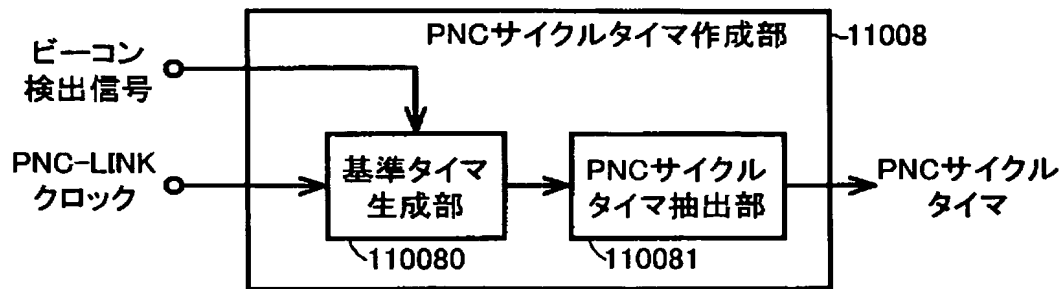 PNCサイクルタイマ作成部
11008
ビーコン
検出信号
PNC-LINK
クロック
基準タイマ
生成部
110080
PNCサイクル
タイマ抽出部
110081
PNCサイクル
タイマ